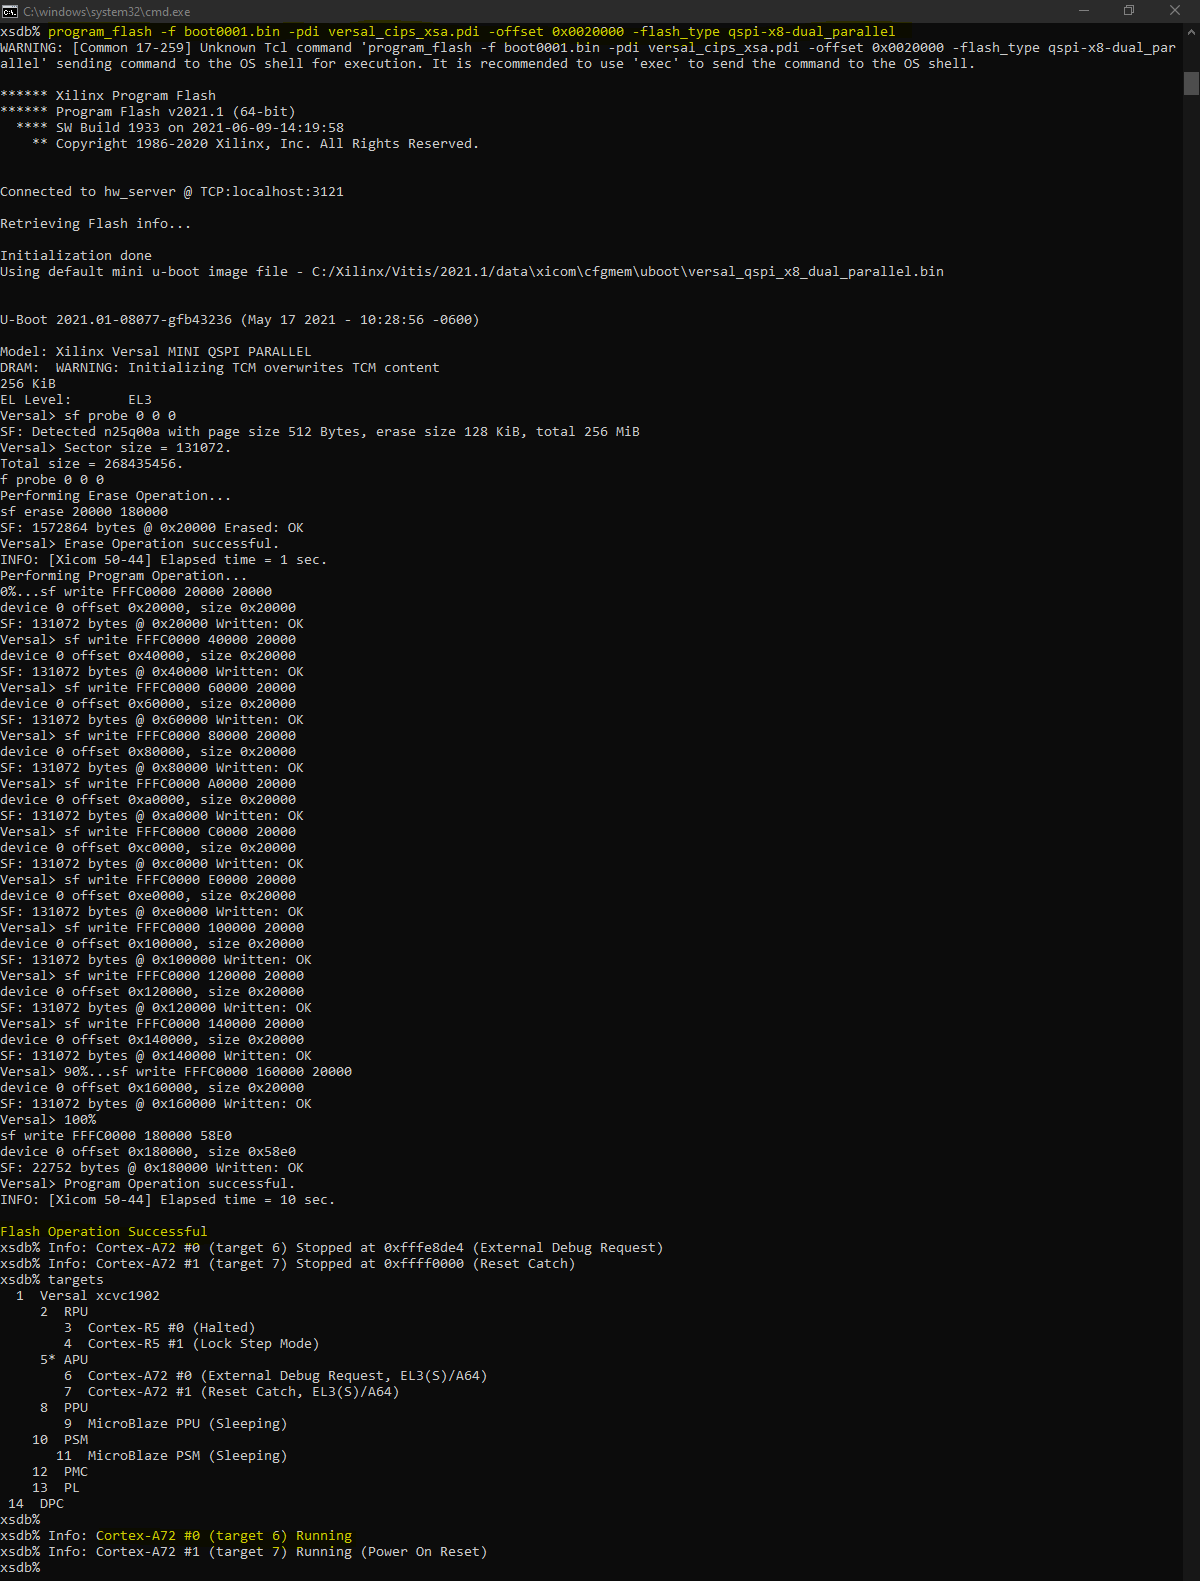 C:\windows\system32\cmd.exe
xsdb% program_flash -f boot0001.bin -pdi versal_cips_xsa.pdi -offset 0x0020000 -flash_type qspi-x8-dual_parallel
WARNING: [Common 17-259] Unknown Tcl command 'program_flash -f boot0001.bin -pdi versal_cips_xsa.pdi -offset 0x0020000 -flash_type qspi-x8-dual_par
allel' sending command to the OS shell for execution. It is recommended to use 'exec' to send the command to the OS shell.
****** Xilinx Program Flash
****** Program Flash v2021.1 (64-bit)
  **** SW Build 1933 on 2021-06-09-14:19:58
    ** Copyright 1986-2020 Xilinx, Inc. All Rights Reserved.
Connected to hw_server @ TCP:localhost:3121
Retrieving Flash info...
Initialization done
Using default mini u-boot image file - C:/Xilinx/Vitis/2021.1/data\xicom\cfgmem\uboot\versal_qspi_x8_dual_parallel.bin
U-Boot 2021.01-08077-gfb43236 (May 17 2021 - 10:28:56 -0600)
Model: Xilinx Versal MINI QSPI PARALLEL
DRAM:  WARNING: Initializing TCM overwrites TCM content
256 KiB
EL Level:       EL3
Versal> sf probe 0 0 0
SF: Detected n25q00a with page size 512 Bytes, erase size 128 KiB, total 256 MiB
Versal> Sector size = 131072.
Total size = 268435456.
f probe 0 0 0
Performing Erase Operation...
sf erase 20000 180000
SF: 1572864 bytes @ 0x20000 Erased: OK
Versal> Erase Operation successful.
INFO: [Xicom 50-44] Elapsed time = 1 sec.
Performing Program Operation...
0%...sf write FFFC0000 20000 20000
device 0 offset 0x20000, size 0x20000
SF: 131072 bytes @ 0x20000 Written: OK
Versal> sf write FFFC0000 40000 20000
device 0 offset 0x40000, size 0x20000
SF: 131072 bytes @ 0x40000 Written: OK
Versal> sf write FFFC0000 60000 20000
device 0 offset 0x60000, size 0x20000
SF: 131072 bytes @ 0x60000 Written: OK
Versal> sf write FFFC0000 80000 20000
device 0 offset 0x80000, size 0x20000
SF: 131072 bytes @ 0x80000 Written: OK
Versal> sf write FFFC0000 A0000 20000
device 0 offset 0xa0000, size 0x20000
SF: 131072 bytes @ 0xa0000 Written: OK
Versal> sf write FFFC0000 C0000 20000
device 0 offset 0xc0000, size 0x20000
SF: 131072 bytes @ 0xc0000 Written: OK
Versal> sf write FFFC0000 E0000 20000
device 0 offset 0xe0000, size 0x20000
SF: 131072 bytes @ 0xe0000 Written: OK
Versal> sf write FFFC0000 100000 20000
device 0 offset 0x100000, size 0x20000
SF: 131072 bytes @ 0x100000 Written: OK
Versal> sf write FFFC0000 120000 20000
device 0 offset 0x120000, size 0x20000
SF: 131072 bytes @ 0x120000 Written: OK
Versal> sf write FFFC0000 140000 20000
device 0 offset 0x140000, size 0x20000
SF: 131072 bytes @ 0x140000 Written: OK
Versal> 90%...sf write FFFC0000 160000 20000
device 0 offset 0x160000, size 0x20000
SF: 131072 bytes @ 0x160000 Written: OK
Versal> 100%
sf write FFFC0000 180000 58E0
device 0 offset 0x180000, size 0x58e0
SF: 22752 bytes @ 0x180000 Written: OK
Versal> Program Operation successful.
INFO: [Xicom 50-44] Elapsed time = 10 sec.
Flash Operation Successful
xsdb% Info: Cortex-A72 #0 (target 6) Stopped at 0xfffe8de4 (External Debug Request)
xsdb% Info: Cortex-A72 #1 (target 7) Stopped at 0xffff0000 (Reset Catch)
xsdb% targets
  1  Versal xcvc1902
     2  RPU
        3  Cortex-R5 #0 (Halted)
        4  Cortex-R5 #1 (Lock Step Mode)
     5* APU
        6  Cortex-A72 #0 (External Debug Request, EL3(S)/A64)
        7  Cortex-A72 #1 (Reset Catch, EL3(S)/A64)
     8  PPU
        9  MicroBlaze PPU (Sleeping)
    10  PSM
       11  MicroBlaze PSM (Sleeping)
    12  PMC
    13  PL
 14  DPC
xsdb%
xsdb% Info: Cortex-A72 #0 (target 6) Running
xsdb% Info: Cortex-A72 #1 (target 7) Running (Power On Reset)
xsdb%